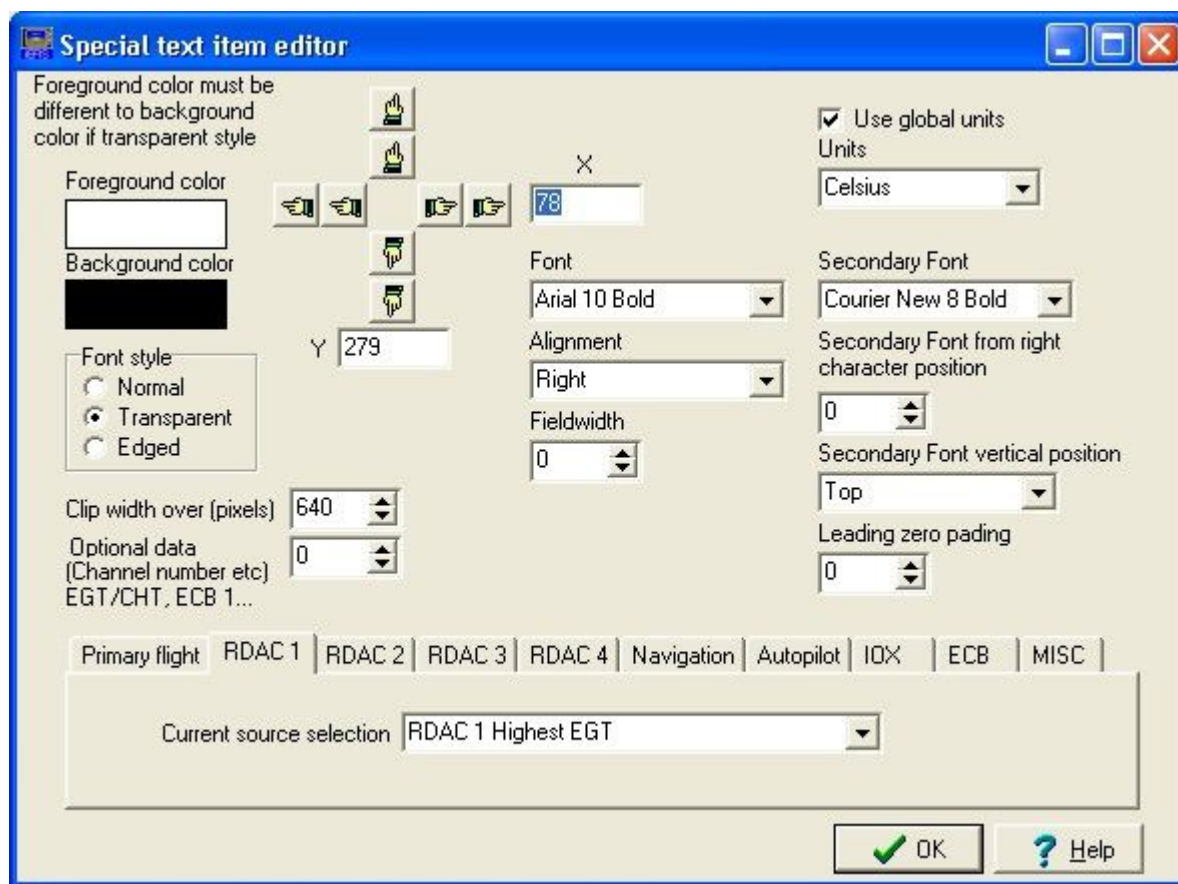 Special text item editor
Foreground color must be
different to background
color if transparent style
Foreground color
Background color
Font style
Normal
Transparent
Edged
Clip width over (pixels)
640
Optional data
(Channel number etc)
EGT/CHT, ECB 1...
0
Y
279
X
78
Font
Arial 10 Bold
Alignment
Right
Fieldwidth
0
Use global units
Units
Celsius
Secondary Font
Courier New 8 Bold
Secondary Font from right
character position
0
Secondary Font vertical position
Top
Leading zero pading
0
Primary flight RDAC 1 RDAC 2 RDAC 3 RDAC 4 Navigation Autopilot IOX ECB MISC
Current source selection RDAC 1 Highest EGT
OK
Help